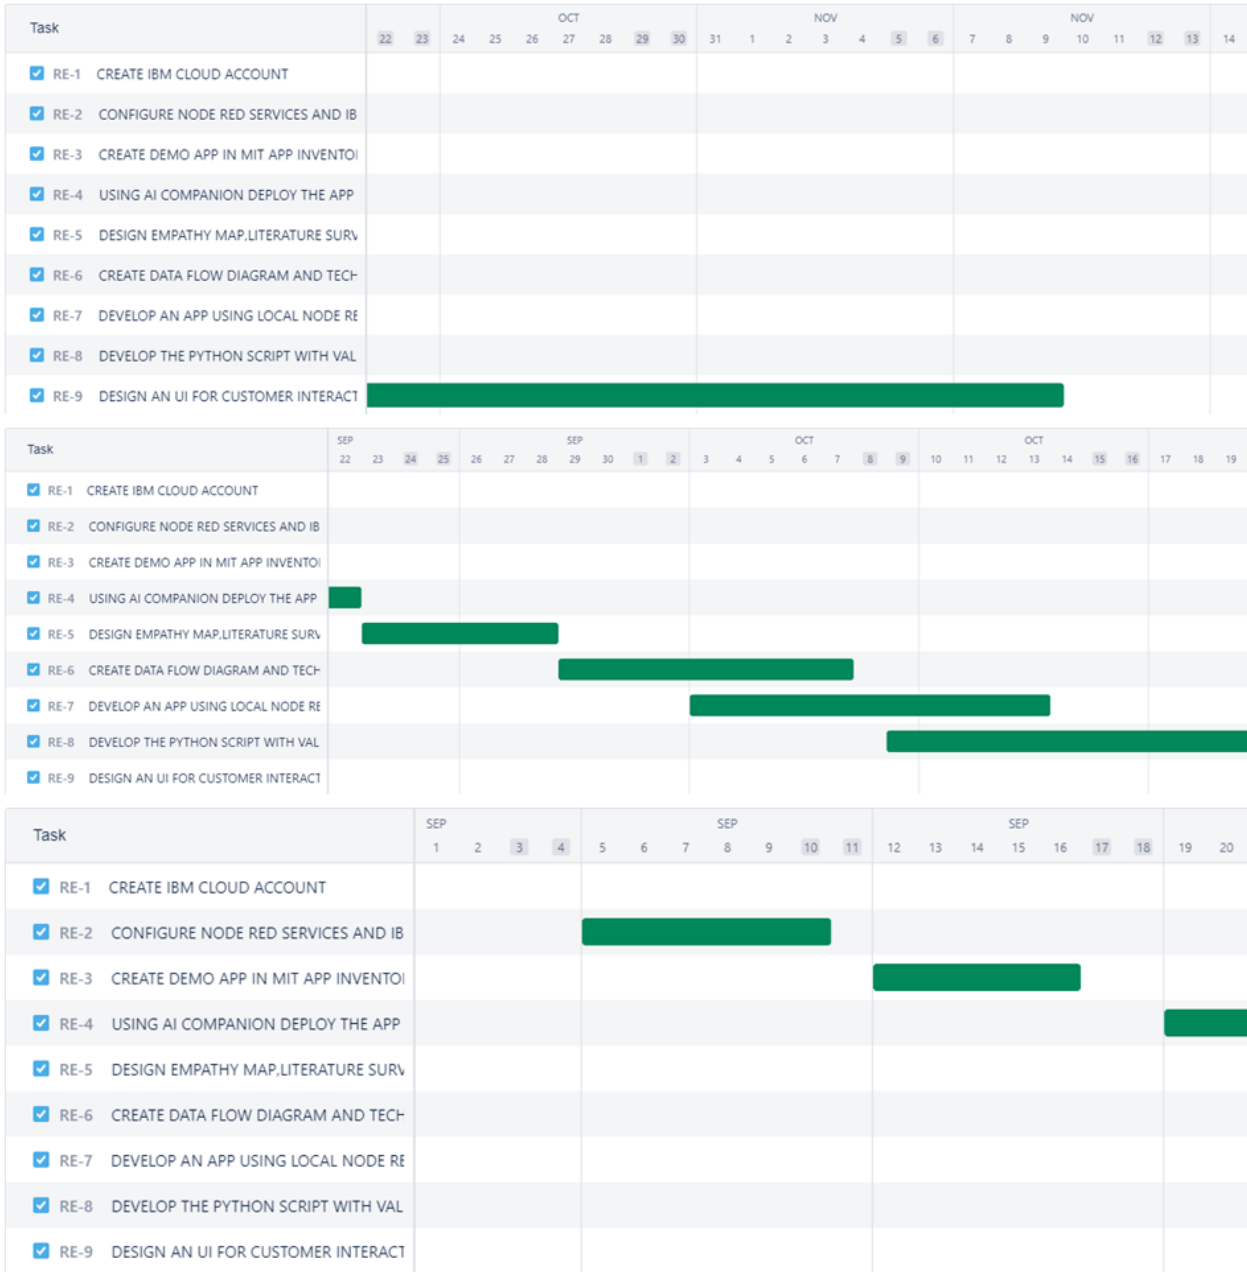 OCT NOV NOV
Task
22 23 24 25 26 27 28 29 30 31 1 2 3 4 5 6 7 8 9 10 11 12 13 14
RE-1 CREATE IBM CLOUD ACCOUNT
RE-2 CONFIGURE NODE RED SERVICES AND IB
RE-3 CREATE DEMO APP IN MIT APP INVENTO
RE-4 USING AI COMPANION DEPLOY THE APP
RE-5 DESIGN EMPATHY MAP,LITERATURE SURV
RE-6 CREATE DATA FLOW DIAGRAM AND TECH
RE-7 DEVELOP AN APP USING LOCAL NODE RE
RE-8 DEVELOP THE PYTHON SCRIPT WITH VAL
RE-9 DESIGN AN UI FOR CUSTOMER INTERACT
SEP SEP OCT OCT
Task
22 23 24 25 26 27 28 29 30 1 2 3 4 5 6 7 8 9 10 11 12 13 14 15 16 17 18 19
RE-1 CREATE IBM CLOUD ACCOUNT
RE-2 CONFIGURE NODE RED SERVICES AND IB
RE-3 CREATE DEMO APP IN MIT APP INVENTO
RE-4 USING AI COMPANION DEPLOY THE APP
RE-5 DESIGN EMPATHY MAP,LITERATURE SURV
RE-6 CREATE DATA FLOW DIAGRAM AND TECH
RE-7 DEVELOP AN APP USING LOCAL NODE RE
RE-8 DEVELOP THE PYTHON SCRIPT WITH VAL
RE-9 DESIGN AN UI FOR CUSTOMER INTERACT
SEP SEP SEP
Task
1 2 3 4 5 6 7 8 9 10 11 12 13 14 15 16 17 18 19 20
RE-1 CREATE IBM CLOUD ACCOUNT
RE-2 CONFIGURE NODE RED SERVICES AND IB
RE-3 CREATE DEMO APP IN MIT APP INVENTO
RE-4 USING AI COMPANION DEPLOY THE APP
RE-5 DESIGN EMPATHY MAP,LITERATURE SURV
RE-6 CREATE DATA FLOW DIAGRAM AND TECH
RE-7 DEVELOP AN APP USING LOCAL NODE RE
RE-8 DEVELOP THE PYTHON SCRIPT WITH VAL
RE-9 DESIGN AN UI FOR CUSTOMER INTERACT